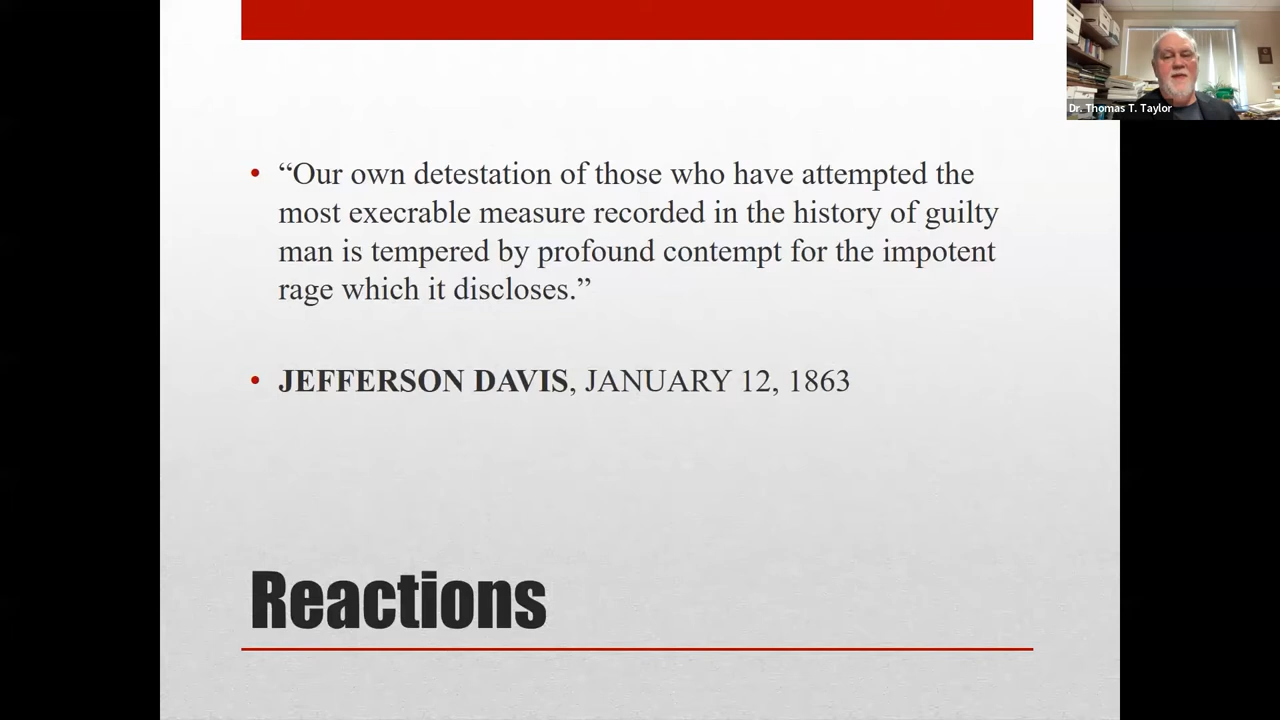 Dr. Thomas T. Taylor
• “Our own detestation of those who have attempted the
most execrable measure recorded in the history of guilty
man is tempered by profound contempt for the impotent
rage which it discloses.”
• JEFFERSON DAVIS, JANUARY 12, 1863
Reactions